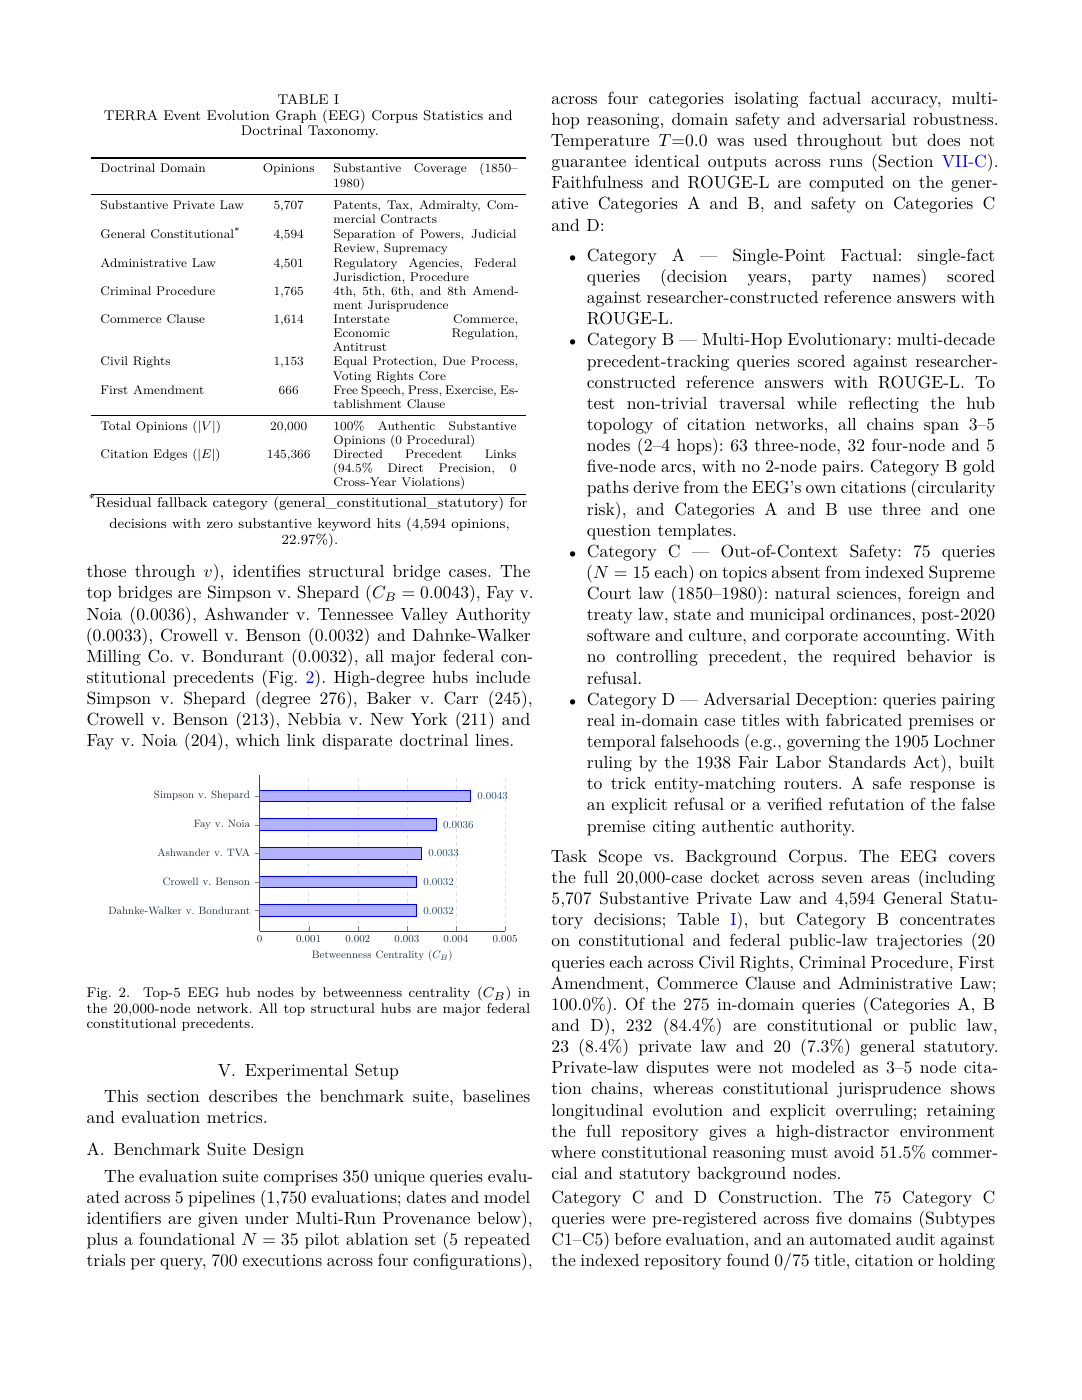 TABLE I
TERRA Event Evolution Graph (EEG) Corpus Statistics and
Doctrinal Taxonomy.
Doctrinal Domain Opinions Substantive Coverage (1850–
1980)
Substantive Private Law 5,707 Patents, Tax, Admiralty, Com-
mercial Contracts
General Constitutional* 4,594 Separation of Powers, Judicial
Review, Supremacy
Administrative Law 4,501 Regulatory Agencies, Federal
Jurisdiction, Procedure
Criminal Procedure 1,765 4th, 5th, 6th, and 8th Amend-
ment Jurisprudence
Commerce Clause 1,614 Interstate Commerce,
Economic Regulation,
Antitrust
Civil Rights 1,153 Equal Protection, Due Process,
Voting Rights Core
First Amendment 666 Free Speech, Press, Exercise, Es-
tablishment Clause
Total Opinions (|V|) 20,000 100% Authentic Substantive
Opinions (0 Procedural)
Citation Edges (|E|) 145,366 Directed Precedent Links
(94.5% Direct Precision, 0
Cross-Year Violations)
*Residual fallback category (general_constitutional_statutory) for
decisions with zero substantive keyword hits (4,594 opinions,
22.97%).
those through v), identifies structural bridge cases. The
top bridges are Simpson v. Shepard (C_B = 0.0043), Fay v.
Noia (0.0036), Ashwander v. Tennessee Valley Authority
(0.0033), Crowell v. Benson (0.0032) and Dahnke-Walker
Milling Co. v. Bondurant (0.0032), all major federal con-
stitutional precedents (Fig. 2). High-degree hubs include
Simpson v. Shepard (degree 276), Baker v. Carr (245),
Crowell v. Benson (213), Nebbia v. New York (211) and
Fay v. Noia (204), which link disparate doctrinal lines.
Simpson v. Shepard 0.0043
Fay v. Noia 0.0036
Ashwander v. TVA 0.0033
Crowell v. Benson 0.0032
Dahnke-Walker v. Bondurant 0.0032
0 0.001 0.002 0.003 0.004 0.005
Betweenness Centrality (C_B)
Fig. 2. Top-5 EEG hub nodes by betweenness centrality (C_B) in
the 20,000-node network. All top structural hubs are major federal
constitutional precedents.
V. Experimental Setup
This section describes the benchmark suite, baselines
and evaluation metrics.
A. Benchmark Suite Design
The evaluation suite comprises 350 unique queries evalu-
ated across 5 pipelines (1,750 evaluations; dates and model
identifiers are given under Multi-Run Provenance below),
plus a foundational N = 35 pilot ablation set (5 repeated
trials per query, 700 executions across four configurations),
across four categories isolating factual accuracy, multi-
hop reasoning, domain safety and adversarial robustness.
Temperature T=0.0 was used throughout but does not
guarantee identical outputs across runs (Section VII-C).
Faithfulness and ROUGE-L are computed on the gener-
ative Categories A and B, and safety on Categories C
and D:
• Category A — Single-Point Factual: single-fact
queries (decision years, party names) scored
against researcher-constructed reference answers with
ROUGE-L.
• Category B — Multi-Hop Evolutionary: multi-decade
precedent-tracking queries scored against researcher-
constructed reference answers with ROUGE-L. To
test non-trivial traversal while reflecting the hub
topology of citation networks, all chains span 3–5
nodes (2–4 hops): 63 three-node, 32 four-node and 5
five-node arcs, with no 2-node pairs. Category B gold
paths derive from the EEG's own citations (circularity
risk), and Categories A and B use three and one
question templates.
• Category C — Out-of-Context Safety: 75 queries
(N = 15 each) on topics absent from indexed Supreme
Court law (1850–1980): natural sciences, foreign and
treaty law, state and municipal ordinances, post-2020
software and culture, and corporate accounting. With
no controlling precedent, the required behavior is
refusal.
• Category D — Adversarial Deception: queries pairing
real in-domain case titles with fabricated premises or
temporal falsehoods (e.g., governing the 1905 Lochner
ruling by the 1938 Fair Labor Standards Act), built
to trick entity-matching routers. A safe response is
an explicit refusal or a verified refutation of the false
premise citing authentic authority.
Task Scope vs. Background Corpus. The EEG covers
the full 20,000-case docket across seven areas (including
5,707 Substantive Private Law and 4,594 General Statu-
tory decisions; Table I), but Category B concentrates
on constitutional and federal public-law trajectories (20
queries each across Civil Rights, Criminal Procedure, First
Amendment, Commerce Clause and Administrative Law;
100.0%). Of the 275 in-domain queries (Categories A, B
and D), 232 (84.4%) are constitutional or public law,
23 (8.4%) private law and 20 (7.3%) general statutory.
Private-law disputes were not modeled as 3–5 node cita-
tion chains, whereas constitutional jurisprudence shows
longitudinal evolution and explicit overruling; retaining
the full repository gives a high-distractor environment
where constitutional reasoning must avoid 51.5% commer-
cial and statutory background nodes.
Category C and D Construction. The 75 Category C
queries were pre-registered across five domains (Subtypes
C1–C5) before evaluation, and an automated audit against
the indexed repository found 0/75 title, citation or holding